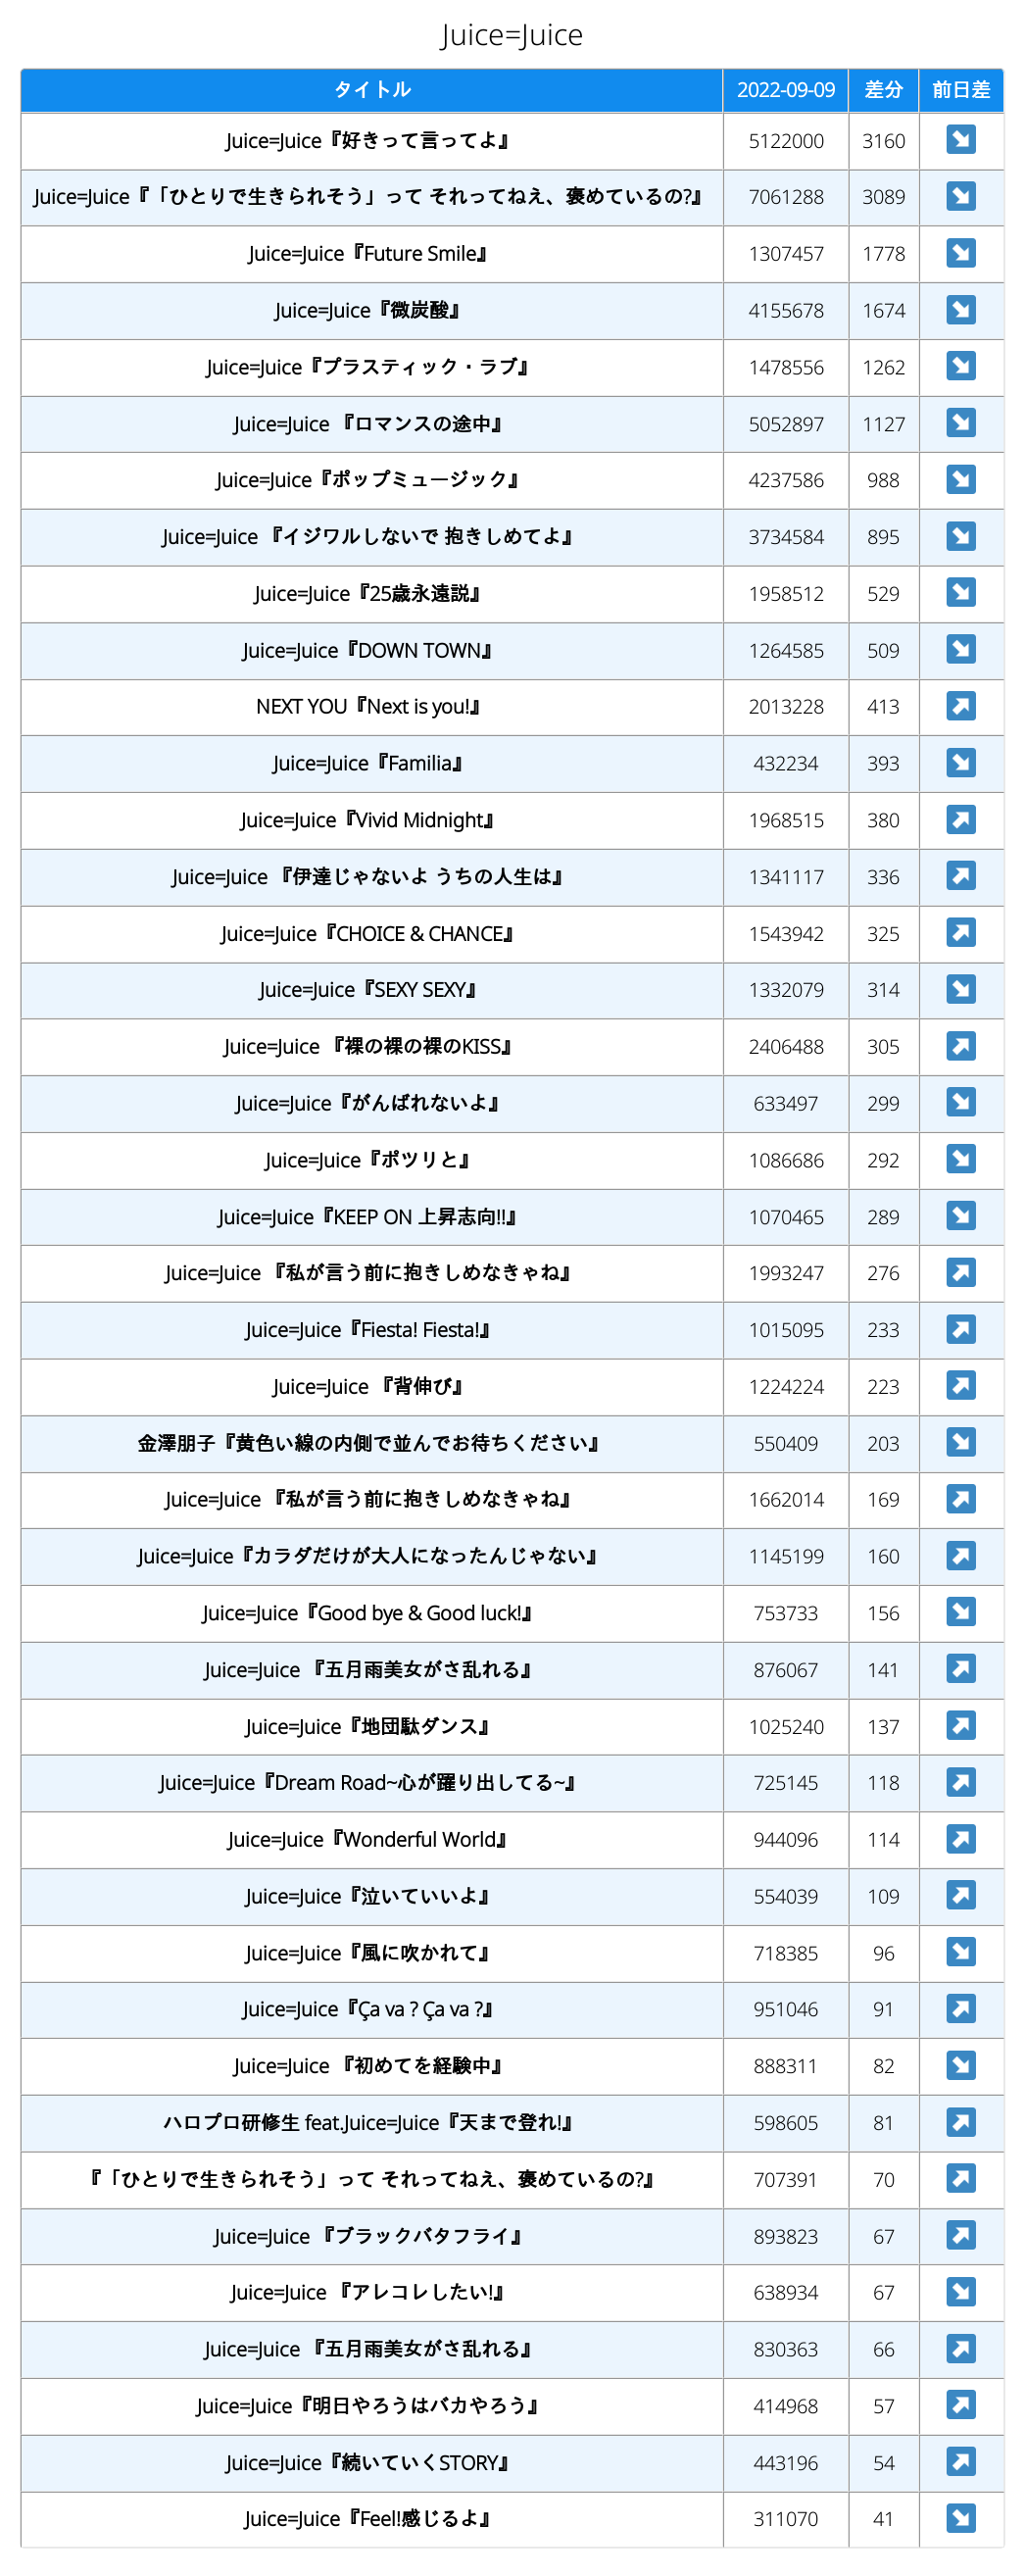 Juice=Juice
タイトル 2022-09-09 差分 前日差
Juice=Juice『好きって言ってよ』 5122000 3160 ↘
Juice=Juice『「ひとりで生きられそう」って それってねえ、褒めているの?』 7061288 3089 ↘
Juice=Juice『Future Smile』 1307457 1778 ↘
Juice=Juice『微炭酸』 4155678 1674 ↘
Juice=Juice『プラスティック・ラブ』 1478556 1262 ↘
Juice=Juice 『ロマンスの途中』 5052897 1127 ↘
Juice=Juice『ポップミュージック』 4237586 988 ↘
Juice=Juice 『イジワルしないで 抱きしめてよ』 3734584 895 ↘
Juice=Juice『25歳永遠説』 1958512 529 ↘
Juice=Juice『DOWN TOWN』 1264585 509 ↘
NEXT YOU『Next is you!』 2013228 413 ↗
Juice=Juice『Familia』 432234 393 ↘
Juice=Juice『Vivid Midnight』 1968515 380 ↗
Juice=Juice 『伊達じゃないよ うちの人生は』 1341117 336 ↗
Juice=Juice『CHOICE & CHANCE』 1543942 325 ↗
Juice=Juice『SEXY SEXY』 1332079 314 ↘
Juice=Juice 『裸の裸の裸のKISS』 2406488 305 ↗
Juice=Juice『がんばれないよ』 633497 299 ↘
Juice=Juice『ポツリと』 1086686 292 ↘
Juice=Juice『KEEP ON 上昇志向!!』 1070465 289 ↘
Juice=Juice 『私が言う前に抱きしめなきゃね』 1993247 276 ↗
Juice=Juice『Fiesta! Fiesta!』 1015095 233 ↗
Juice=Juice 『背伸び』 1224224 223 ↗
金澤朋子『黄色い線の内側で並んでお待ちください』 550409 203 ↘
Juice=Juice 『私が言う前に抱きしめなきゃね』 1662014 169 ↗
Juice=Juice『カラダだけが大人になったんじゃない』 1145199 160 ↗
Juice=Juice『Good bye & Good luck!』 753733 156 ↘
Juice=Juice 『五月雨美女がさ乱れる』 876067 141 ↗
Juice=Juice『地団駄ダンス』 1025240 137 ↗
Juice=Juice『Dream Road~心が躍り出してる~』 725145 118 ↗
Juice=Juice『Wonderful World』 944096 114 ↗
Juice=Juice『泣いていいよ』 554039 109 ↗
Juice=Juice『風に吹かれて』 718385 96 ↘
Juice=Juice『Ça va ? Ça va ?』 951046 91 ↗
Juice=Juice 『初めてを経験中』 888311 82 ↘
ハロプロ研修生 feat.Juice=Juice『天まで登れ!』 598605 81 ↗
『「ひとりで生きられそう」って それってねえ、褒めているの?』 707391 70 ↗
Juice=Juice 『ブラックバタフライ』 893823 67 ↗
Juice=Juice 『アレコレしたい!』 638934 67 ↘
Juice=Juice 『五月雨美女がさ乱れる』 830363 66 ↗
Juice=Juice『明日やろうはバカやろう』 414968 57 ↗
Juice=Juice『続いていくSTORY』 443196 54 ↗
Juice=Juice『Feel!感じるよ』 311070 41 ↘